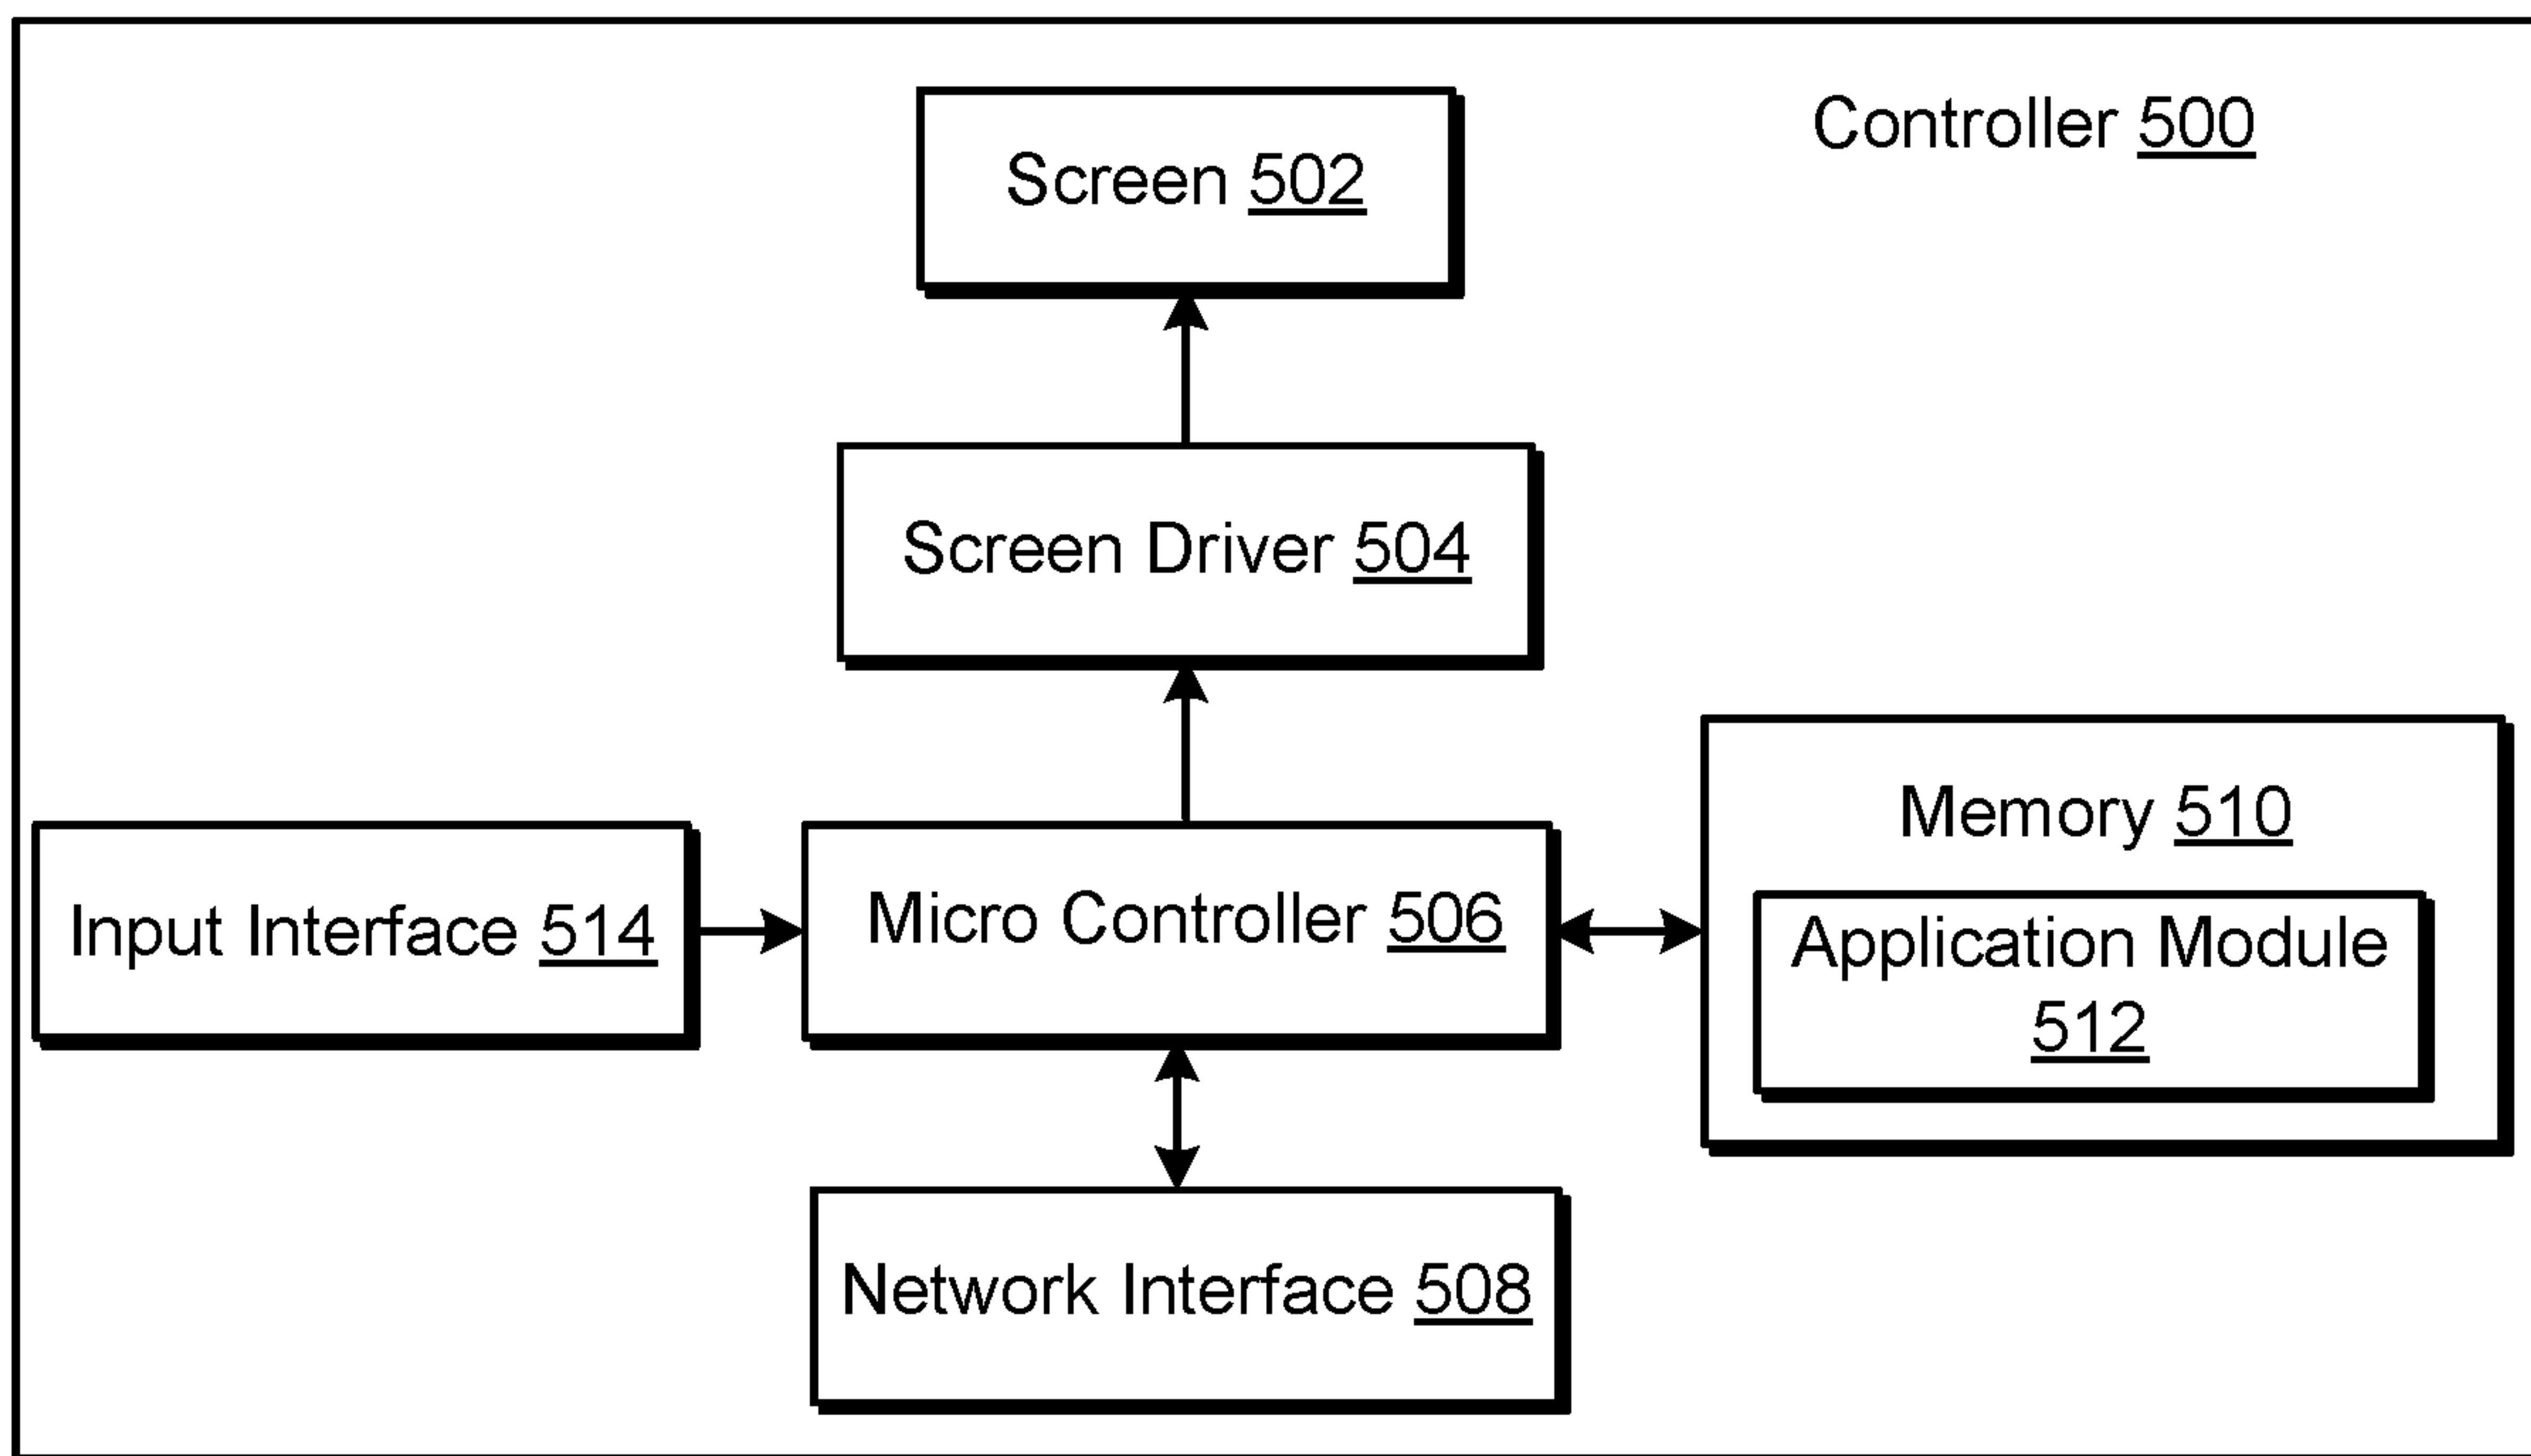 Controller 500
Screen 502
Screen Driver 504
Input Interface 514
Micro Controller 506
Memory 510
Application Module
512
Network Interface 508